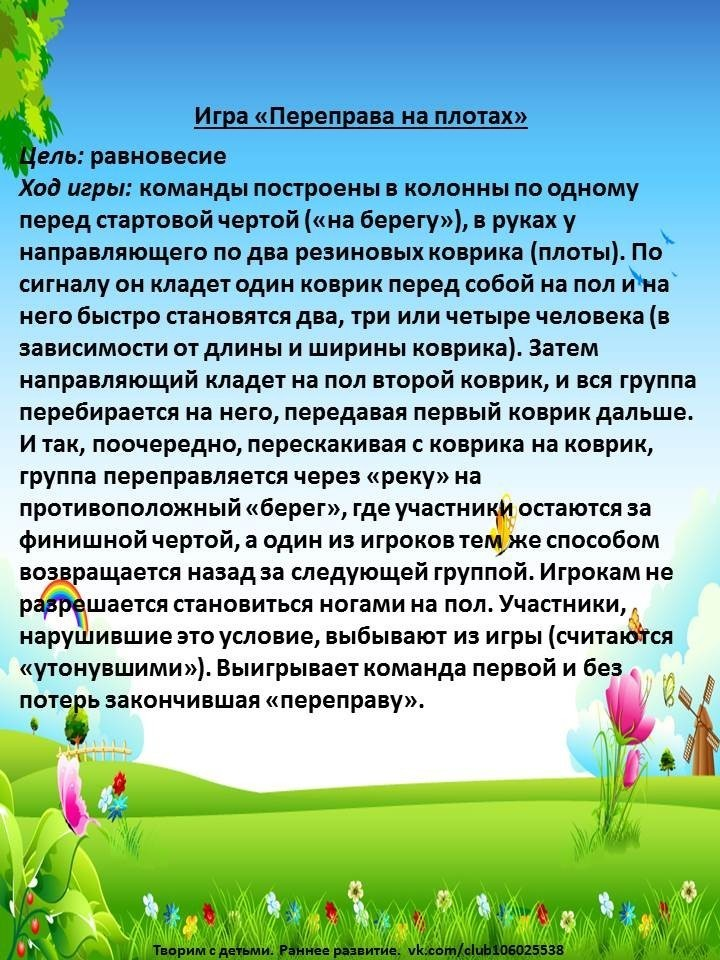 Игра «Переправа на плотах»
Цель: равновесие
Ход игры: команды построены в колонны по одному
перед стартовой чертой («на берегу»), в руках у
направляющего по два резиновых коврика (плоты). По
сигналу он кладет один коврик перед собой на пол и на
него быстро становятся два, три или четыре человека (в
зависимости от длины и ширины коврика). Затем
направляющий кладет на пол второй коврик, и вся группа
перебирается на него, передавая первый коврик дальше.
И так, поочередно, перескакивая с коврика на коврик,
группа переправляется через «реку» на
противоположный «берег», где участники остаются за
финишной чертой, а один из игроков тем же способом
возвращается назад за следующей группой. Игрокам не
разрешается становиться ногами на пол. Участники,
нарушившие это условие, выбывают из игры (считаются
«утонувшими»). Выигрывает команда первой и без
потерь закончившая «переправу».
Творим с детьми. Раннее развитие. vk.com/club106025538